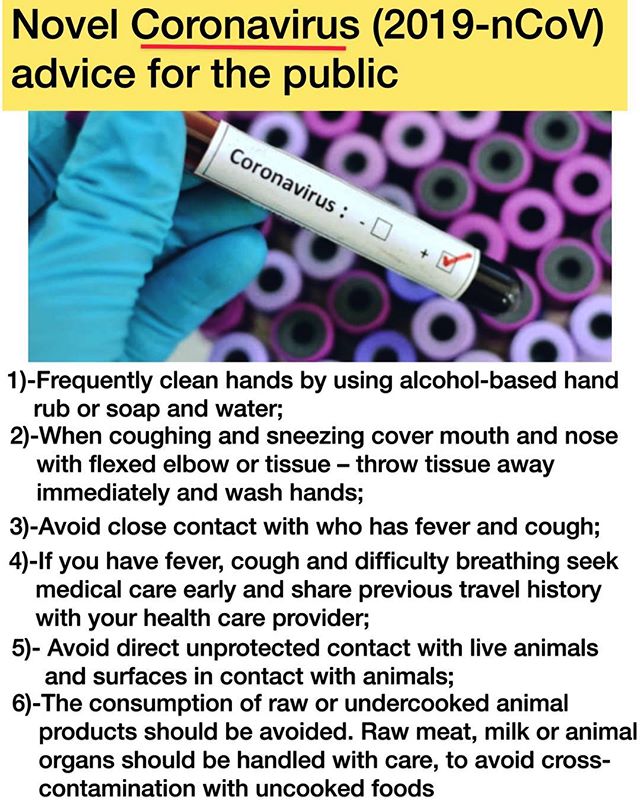 Novel Coronavirus (2019-nCoV)
advice for the public
Coronavirus :
-
+
1)-Frequently clean hands by using alcohol-based hand
rub or soap and water;
2)-When coughing and sneezing cover mouth and nose
with flexed elbow or tissue – throw tissue away
immediately and wash hands;
3)-Avoid close contact with who has fever and cough;
4)-If you have fever, cough and difficulty breathing seek
medical care early and share previous travel history
with your health care provider;
5)- Avoid direct unprotected contact with live animals
and surfaces in contact with animals;
6)-The consumption of raw or undercooked animal
products should be avoided. Raw meat, milk or animal
organs should be handled with care, to avoid cross-
contamination with uncooked foods